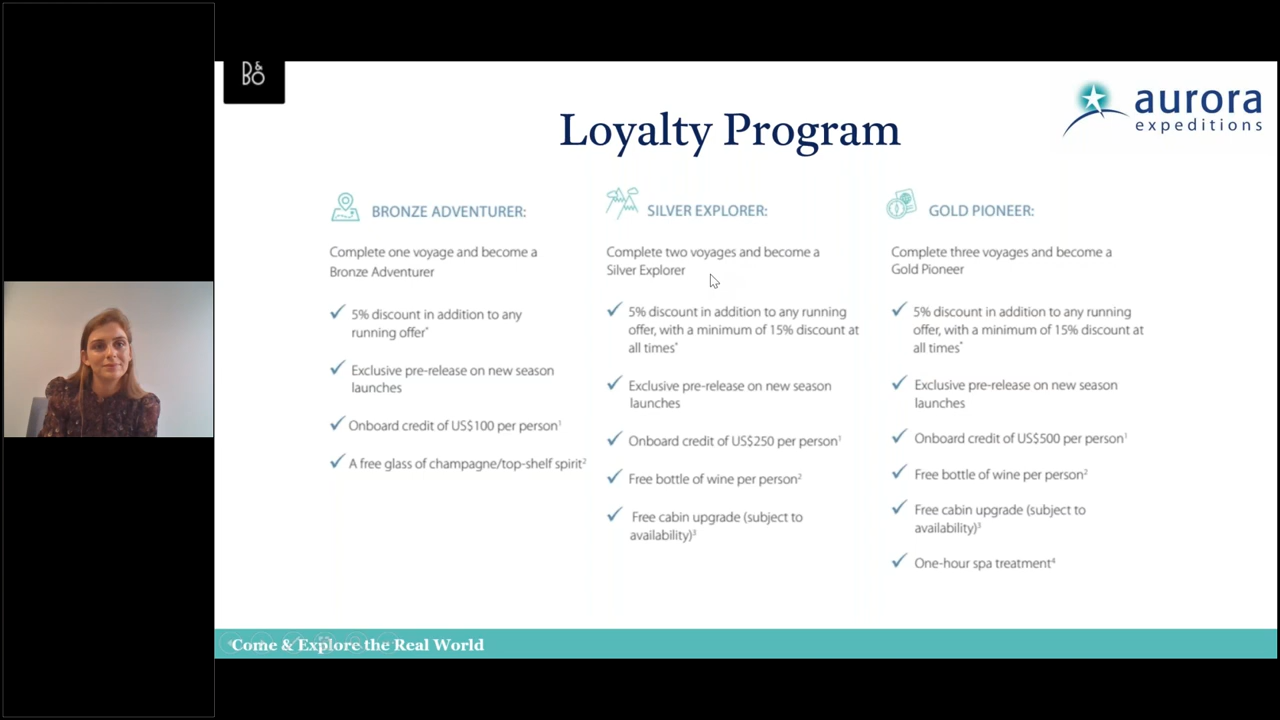 B&O
aurora
expeditions
Loyalty Program
BRONZE ADVENTURER:
Complete one voyage and become a
Bronze Adventurer
5% discount in addition to any
running offer*
Exclusive pre-release on new season
launches
Onboard credit of US$100 per person¹
A free glass of champagne/top-shelf spirit²
SILVER EXPLORER:
Complete two voyages and become a
Silver Explorer
5% discount in addition to any running
offer, with a minimum of 15% discount at
all times*
Exclusive pre-release on new season
launches
Onboard credit of US$250 per person¹
Free bottle of wine per person²
Free cabin upgrade (subject to
availability)³
GOLD PIONEER:
Complete three voyages and become a
Gold Pioneer
5% discount in addition to any running
offer, with a minimum of 15% discount at
all times*
Exclusive pre-release on new season
launches
Onboard credit of US$500 per person¹
Free bottle of wine per person²
Free cabin upgrade (subject to
availability)³
One-hour spa treatment⁴
Come & Explore the Real World